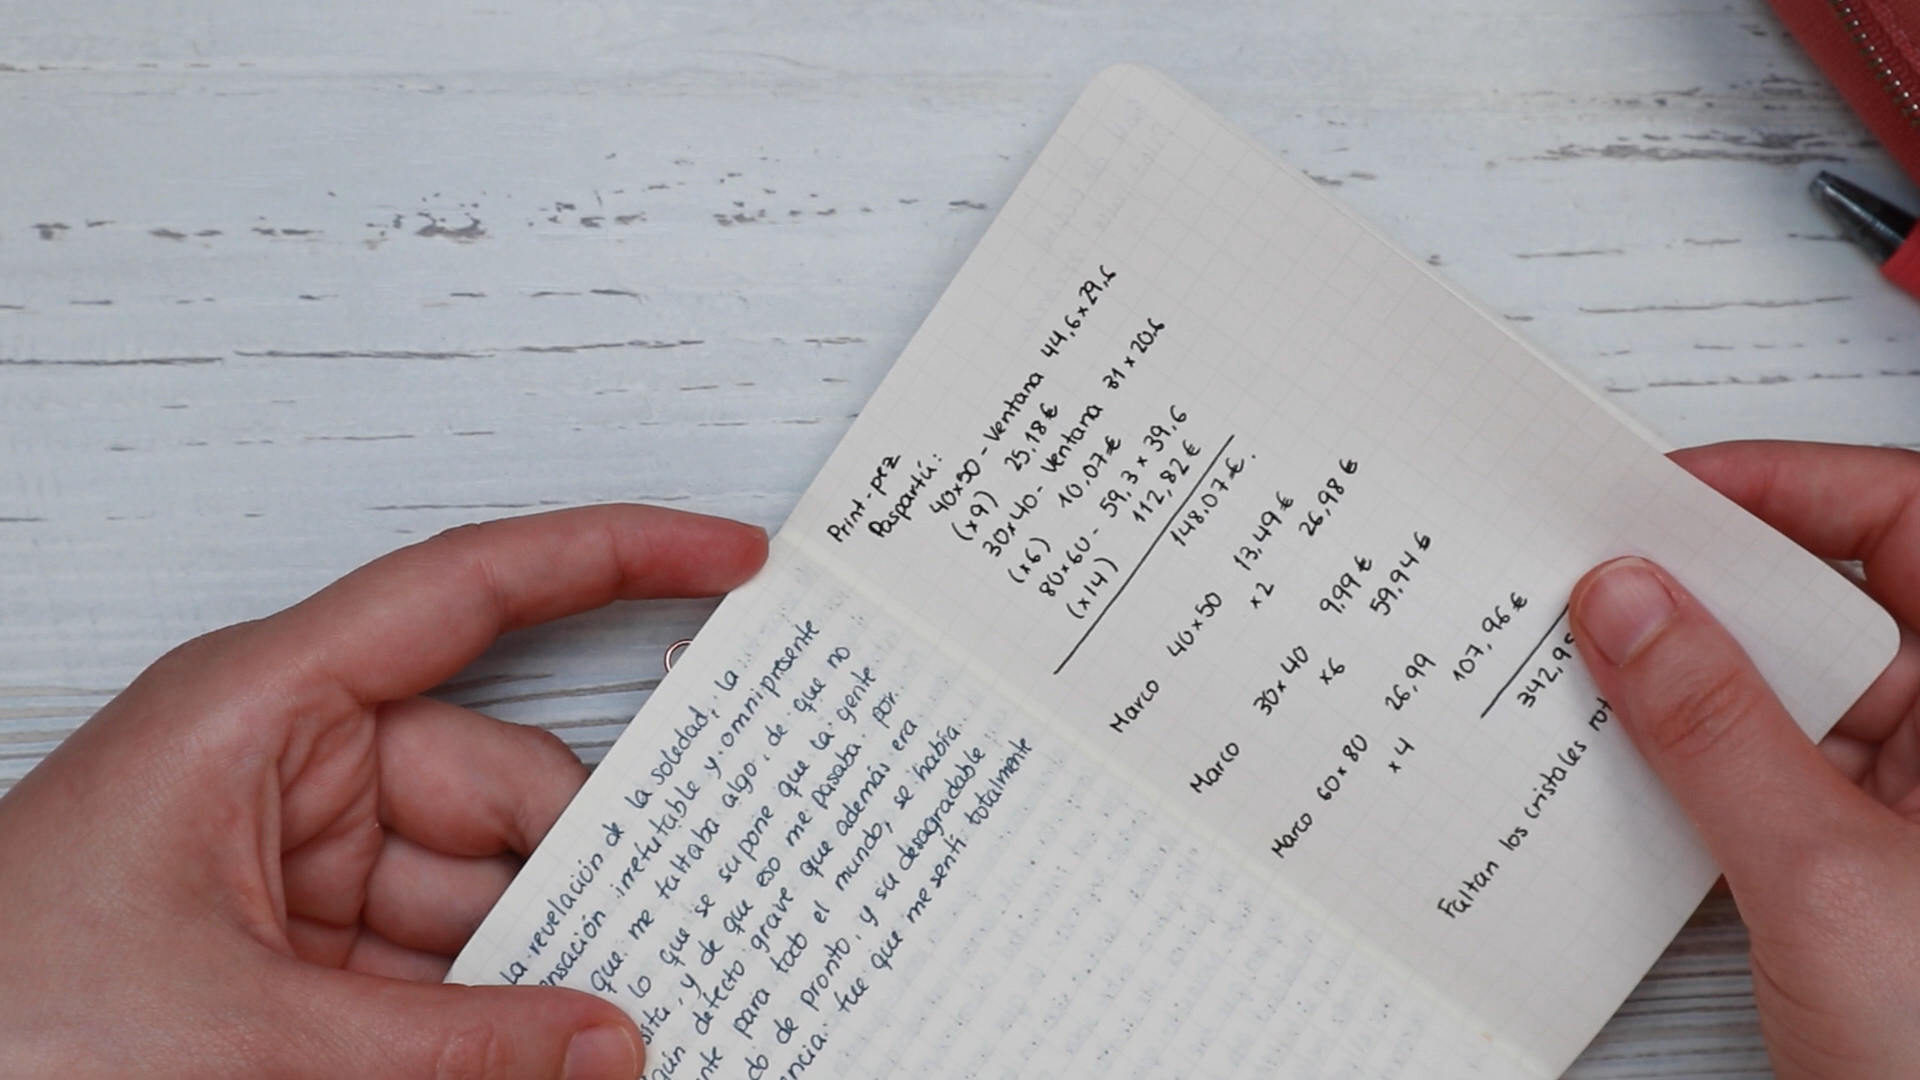 Print-pez
Paspartú:
40x50 - Ventana 44,6 x 29,6
(x9) 25,18€
30x40 - Ventana 31 x 20,6
(x6) 10,07€
80x60 - 59,3 x 39,6
(x14) 112,82€
148.07€.
Marco 40x50 13,49€
x2 26,98€
Marco 30x40 9,99€
x6 59,94€
Marco 60x80 26,99
x4 107,96€
342,95
Faltan los cristales
La revelación de la soledad, la
irrefutable y omnipresente
que me faltaba algo, de que no
lo que se supone que la gente
y de que eso me pasaba por
defecto grave que además era
para todo el mundo, se había
de pronto, y su desagradable
fue que me sentí totalmente